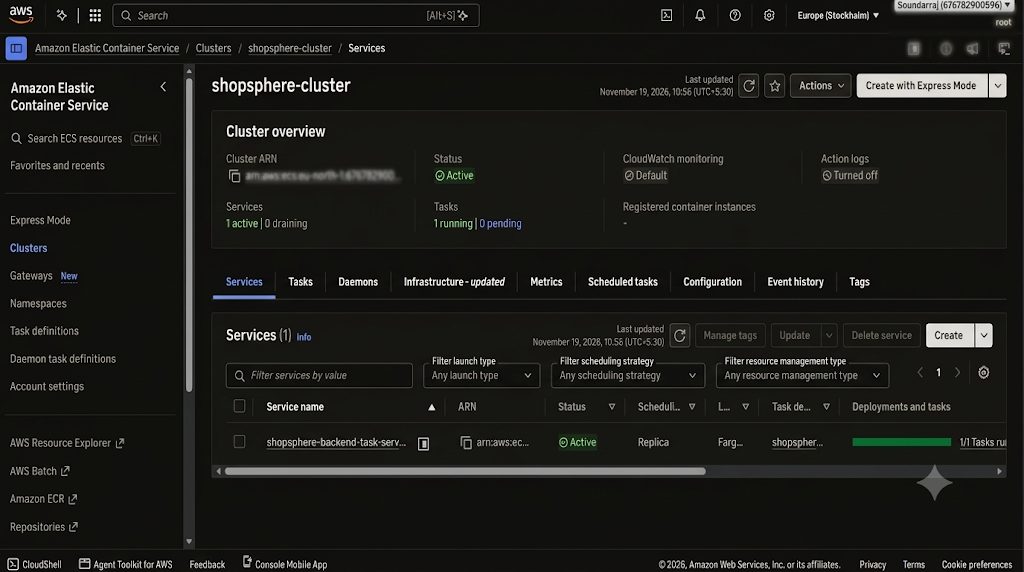 aws
Search [Alt+S]
Europe (Stockhalm)
Soundarraj (676782900596)
root
Amazon Elastic Container Service / Clusters / shopsphere-cluster / Services
Amazon Elastic
Container Service
Search ECS resources Ctrl+K
Favorites and recents
Express Mode
Clusters
Gateways New
Namespaces
Task definitions
Daemon task definitions
Account settings
AWS Resource Explorer
AWS Batch
Amazon ECR
Repositories
shopsphere-cluster
Last updated
November 19, 2026, 10:56 (UTC+5:30)
Actions
Create with Express Mode
Cluster overview
Cluster ARN
Status
Active
CloudWatch monitoring
Default
Action logs
Turned off
Services
1 active | 0 draining
Tasks
1 running | 0 pending
Registered container instances
-
Services Tasks Daemons Infrastructure - updated Metrics Scheduled tasks Configuration Event history Tags
Services (1) info
Last updated
November 19, 2028, 10.56 (UTC+5:30)
Manage tags Update Delete service Create
Filter services by value
Filter launch type
Any launch type
Filter scheduling strategy
Any scheduling strategy
Filter resource management type
Any resource management type
1
Service name ARN Status Scheduli... L... Task de... Deployments and tasks
shopsphere-backend-task-serv... arn:aws:ec... Active Replica Farg... shopspher... 1/1 Tasks ru
CloudShell Agent Toolkit for AWS Feedback Console Mobile App
© 2026, Amazon Web Services, Inc. or its affiliates. Privacy Terms Cookie preferences